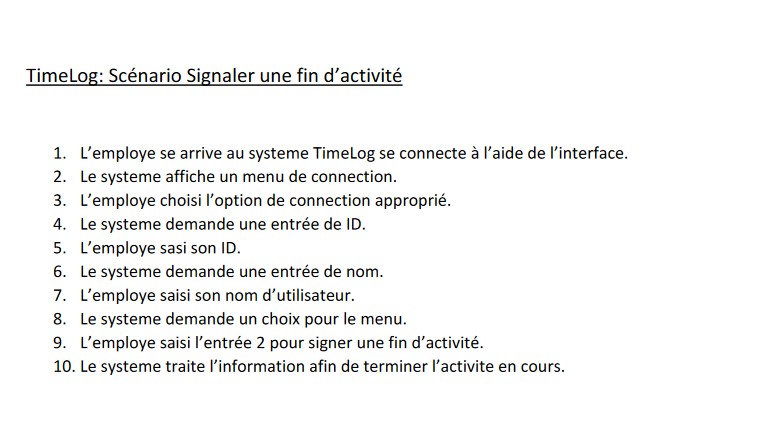 TimeLog: Scénario Signaler une fin d’activité
1. L’employe se arrive au systeme TimeLog se connecte à l’aide de l’interface.
2. Le systeme affiche un menu de connection.
3. L’employe choisi l’option de connection approprié.
4. Le systeme demande une entrée de ID.
5. L’employe sasi son ID.
6. Le systeme demande une entrée de nom.
7. L’employe saisi son nom d’utilisateur.
8. Le systeme demande un choix pour le menu.
9. L’employe saisi l’entrée 2 pour signer une fin d’activité.
10. Le systeme traite l’information afin de terminer l’activite en cours.